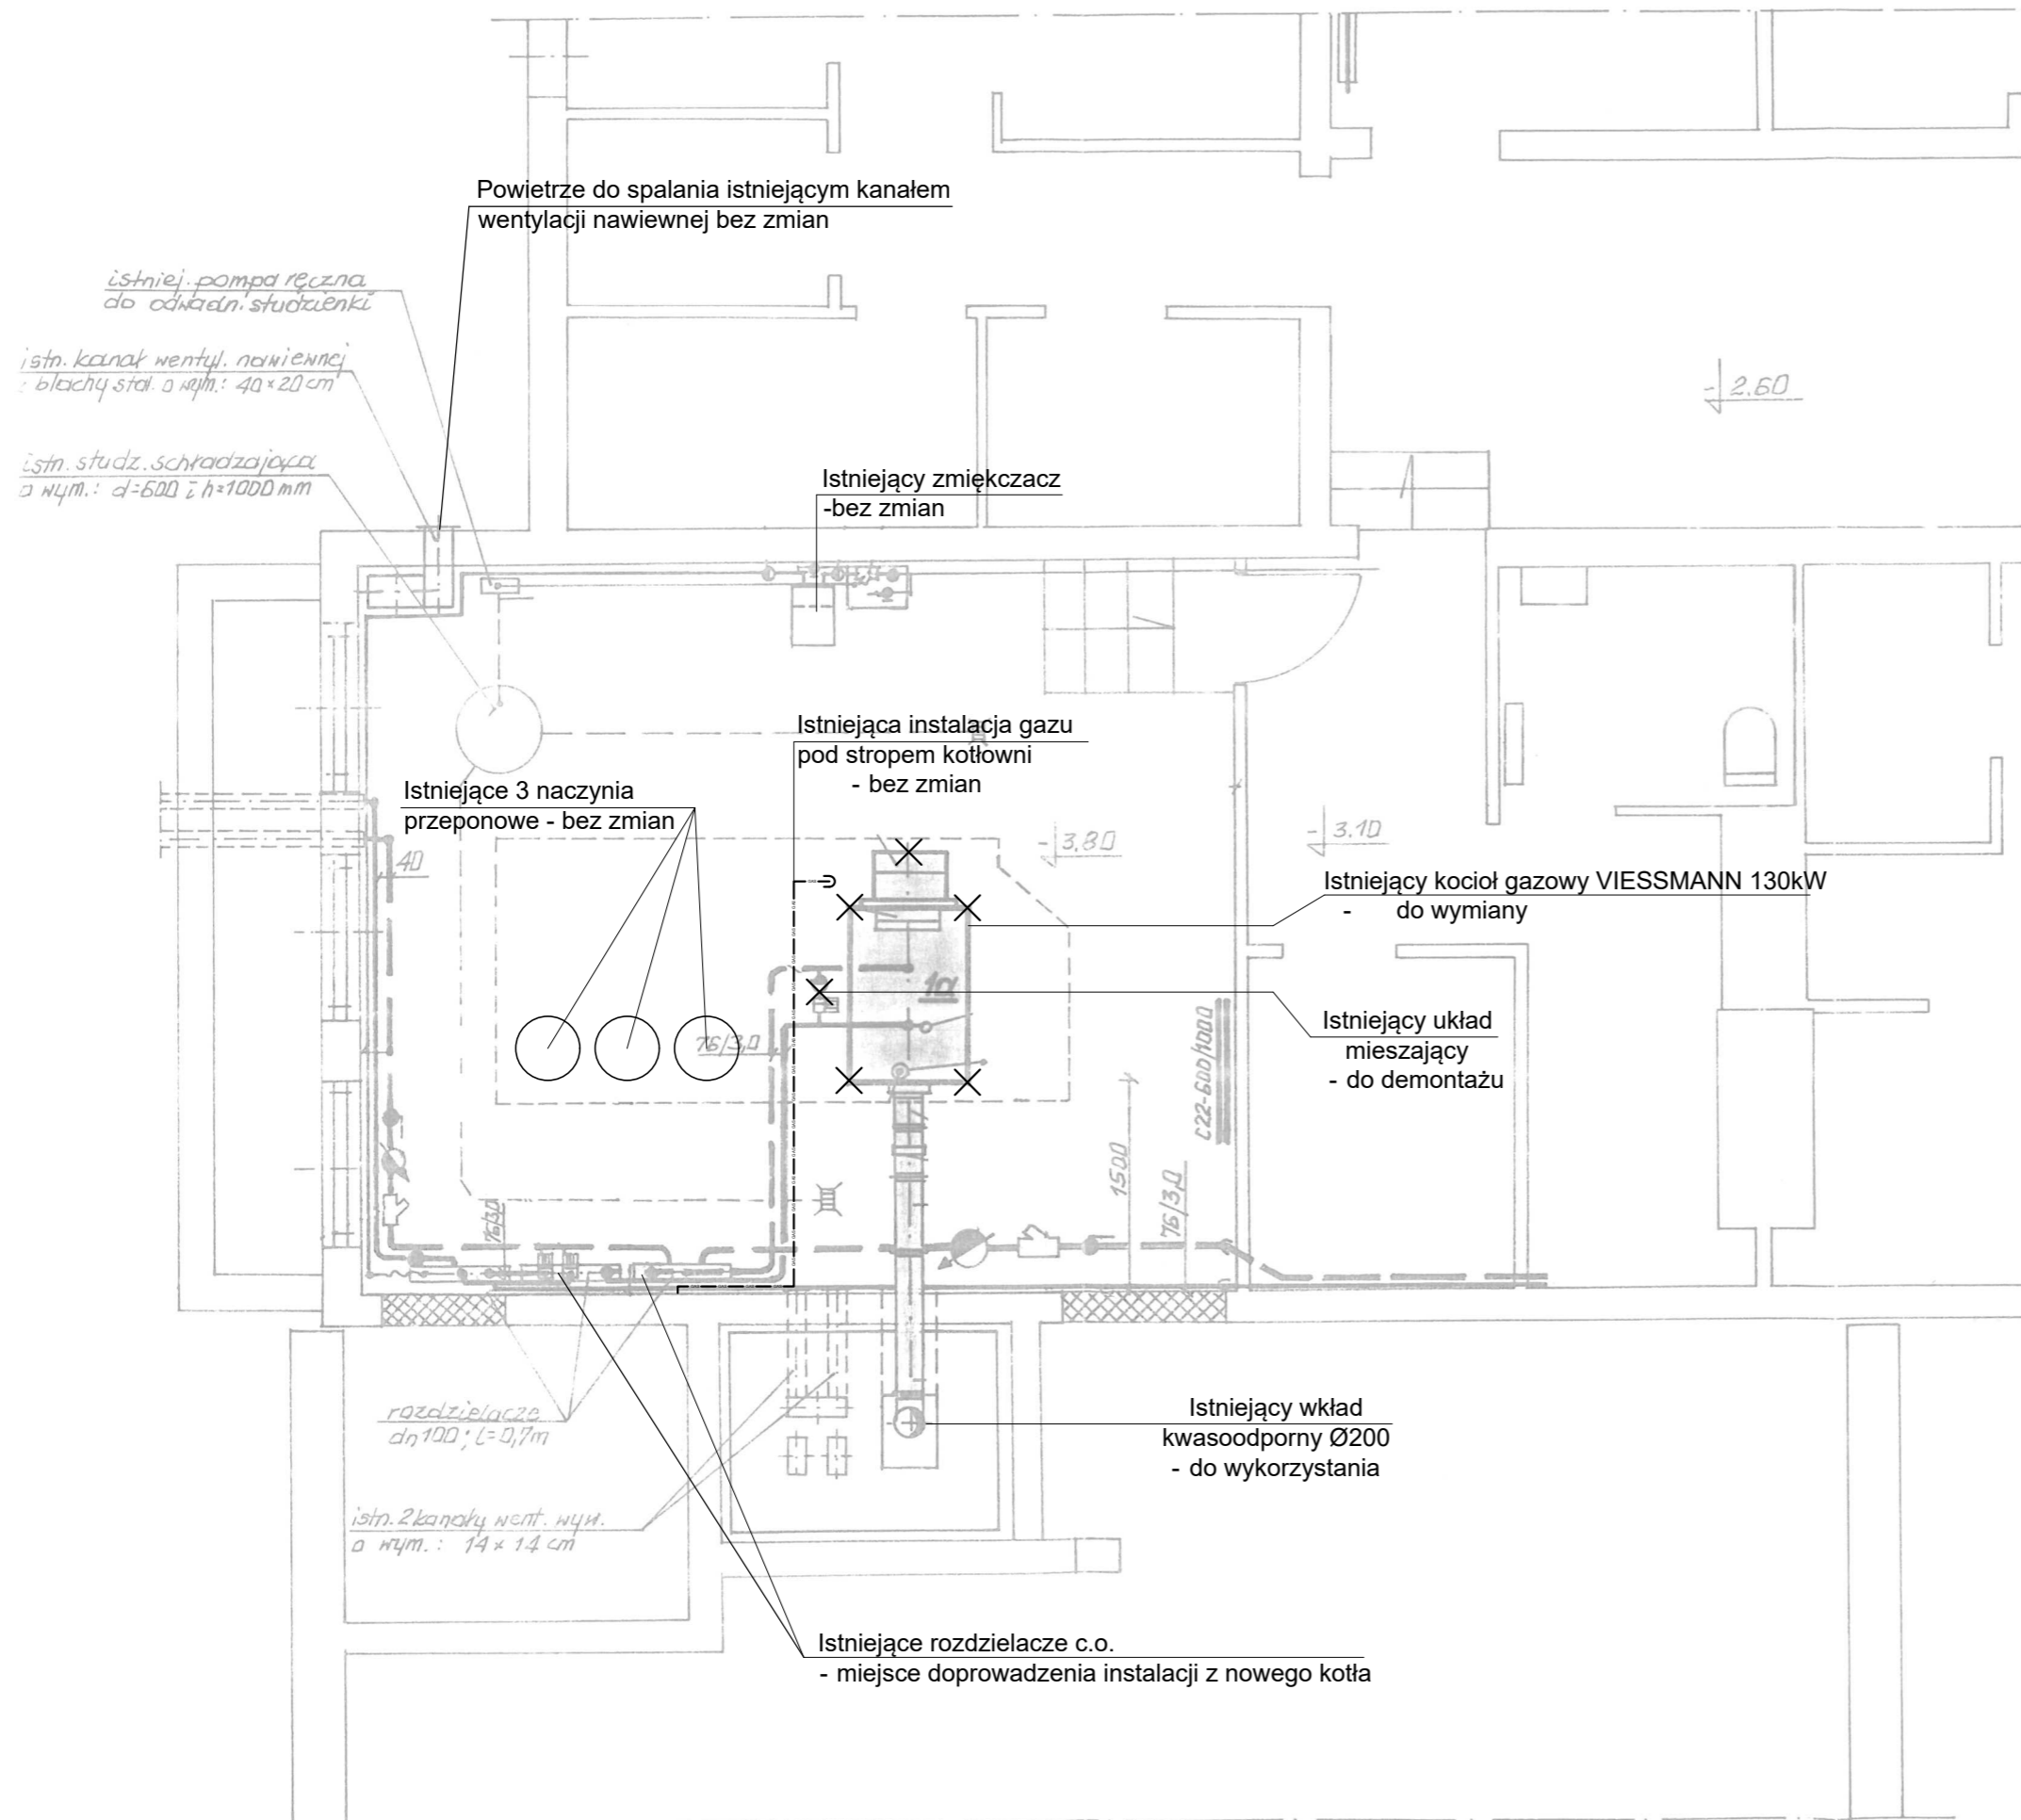 Powietrze do spalania istniejącym kanałem
wentylacji nawiewnej bez zmian
istniej. pompa ręczna
do odwadn. studzienki
istn. kanał wentyl. nawiewnej
blachy stal. o wym.: 40×20 cm
-2.60
istn. studz. schładzająca
o wym.: d=600 i h=1000 mm
Istniejący zmiękczacz
-bez zmian
Istniejąca instalacja gazu
pod stropem kotłowni
- bez zmian
Istniejące 3 naczynia
przeponowe - bez zmian
-3.80
-3.10
40
Istniejący kocioł gazowy VIESSMANN 130kW
- do wymiany
1a
Istniejący układ
mieszający
- do demontażu
76/3,0
C22-600/1000
1500
76/3,0
76/3,0
rozdzielacze
dn100; L=0,7m
Istniejący wkład
kwasoodporny Ø200
- do wykorzystania
istn. 2 kanały went. wyw.
o wym.: 14×14 cm
Istniejące rozdzielacze c.o.
- miejsce doprowadzenia instalacji z nowego kotła